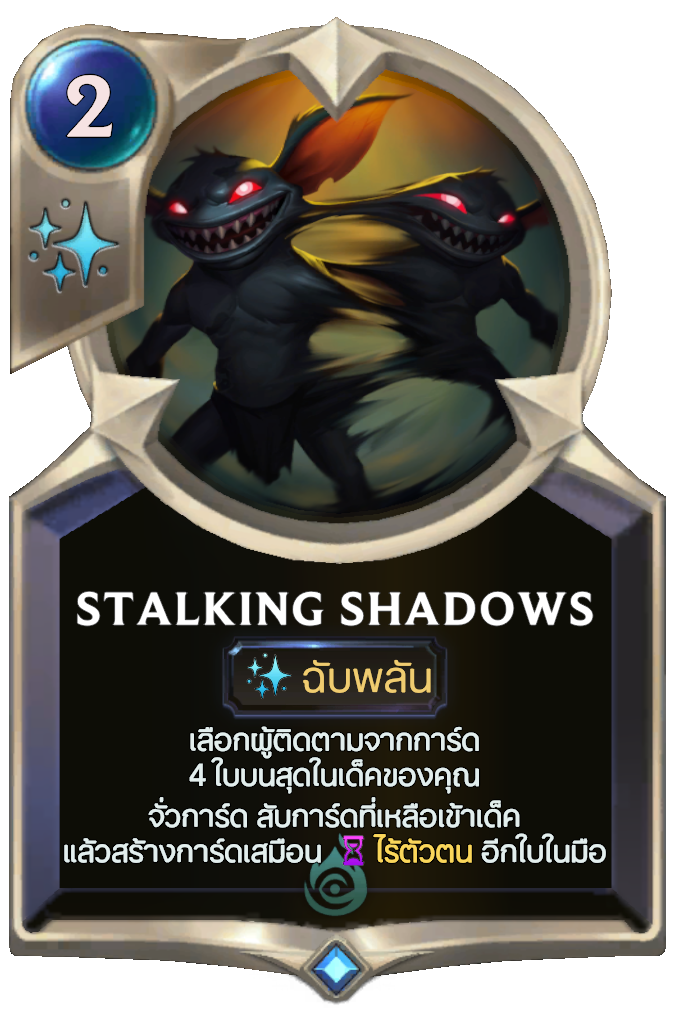 2
STALKING SHADOWS
ฉับพลัน
เลือกผู้ติดตามจากการ์ด
4 ใบบนสุดในเด็คของคุณ
จั่วการ์ด สับการ์ดที่เหลือเข้าเด็ค
แล้วสร้างการ์ดเสมือน ไร้ตัวตน อีกใบในมือ